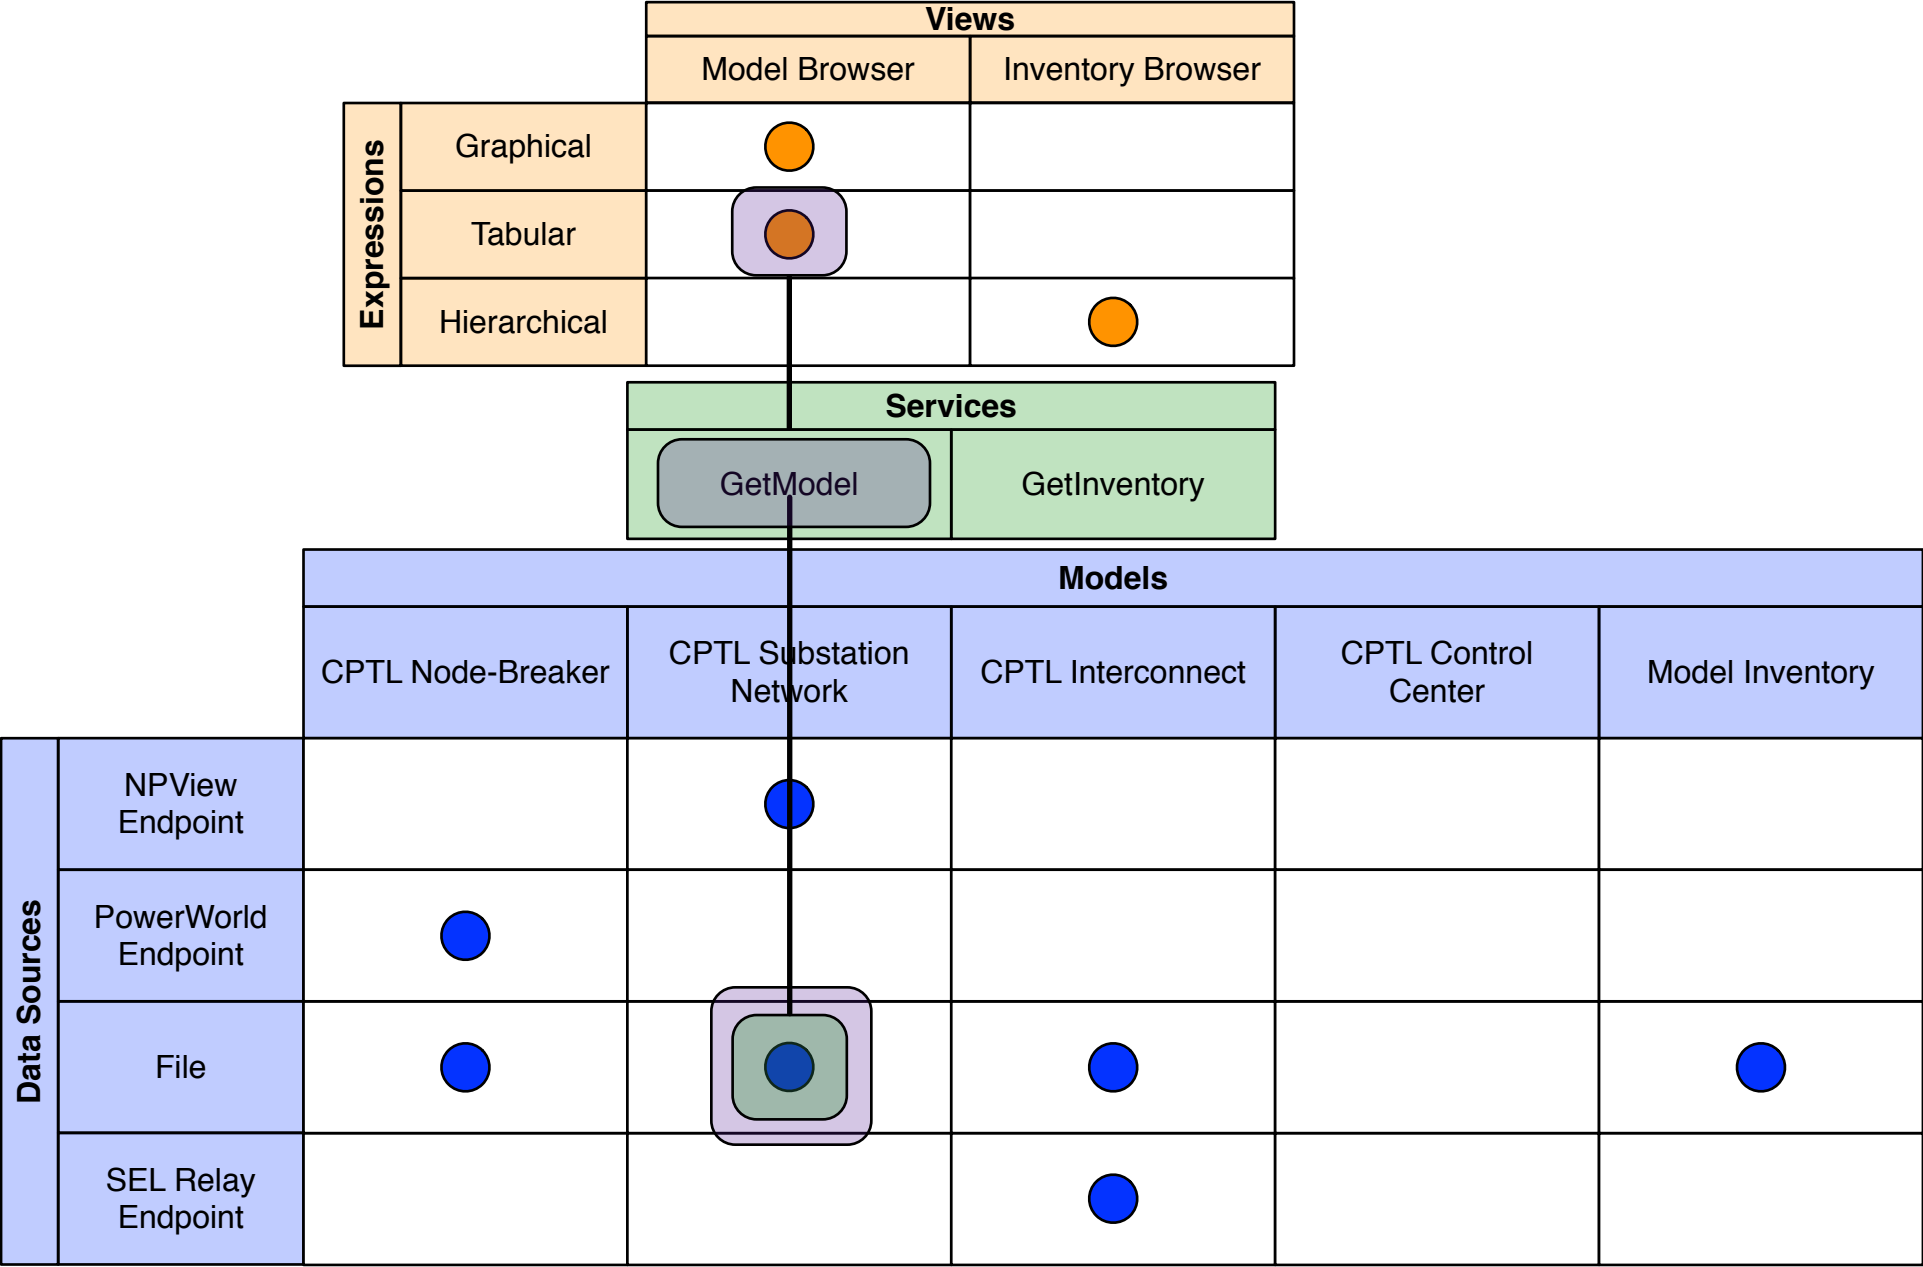 Views
Model Browser
Inventory Browser
Expressions
Graphical
Tabular
Hierarchical
Services
GetModel
GetInventory
Models
CPTL Node-Breaker
CPTL Substation
Network
CPTL Interconnect
CPTL Control
Center
Model Inventory
Data Sources
NPView
Endpoint
PowerWorld
Endpoint
File
SEL Relay
Endpoint